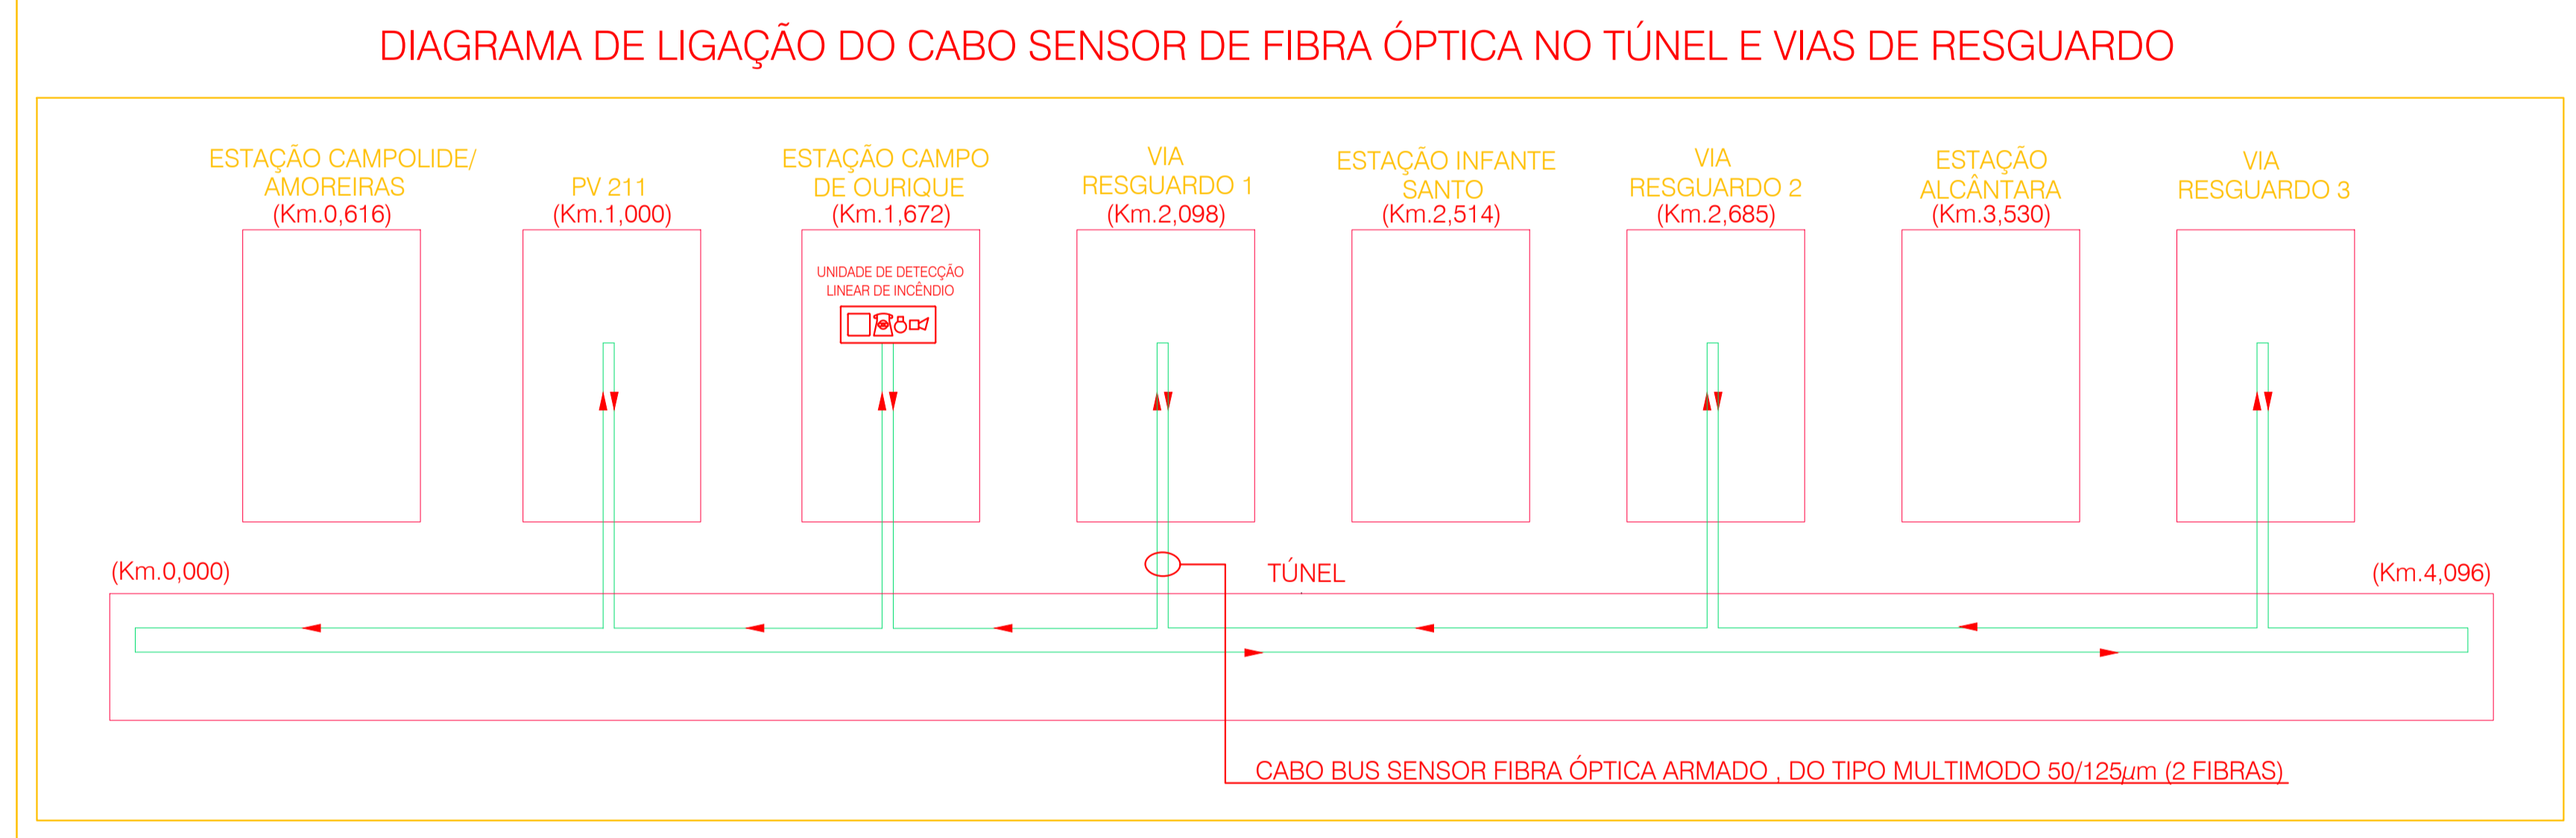 DIAGRAMA DE LIGAÇÃO DO CABO SENSOR DE FIBRA ÓPTICA NO TÚNEL E VIAS DE RESGUARDO
ESTAÇÃO CAMPOLIDE/
AMOREIRAS
(Km.0,616)
PV 211
(Km.1,000)
ESTAÇÃO CAMPO
DE OURIQUE
(Km.1,672)
VIA
RESGUARDO 1
(Km.2,098)
ESTAÇÃO INFANTE
SANTO
(Km.2,514)
VIA
RESGUARDO 2
(Km.2,685)
ESTAÇÃO
ALCÂNTARA
(Km.3,530)
VIA
RESGUARDO 3
UNIDADE DE DETECÇÃO
LINEAR DE INCÊNDIO
(Km.0,000)
TÚNEL
(Km.4,096)
CABO BUS SENSOR FIBRA ÓPTICA ARMADO , DO TIPO MULTIMODO 50/125µm (2 FIBRAS)